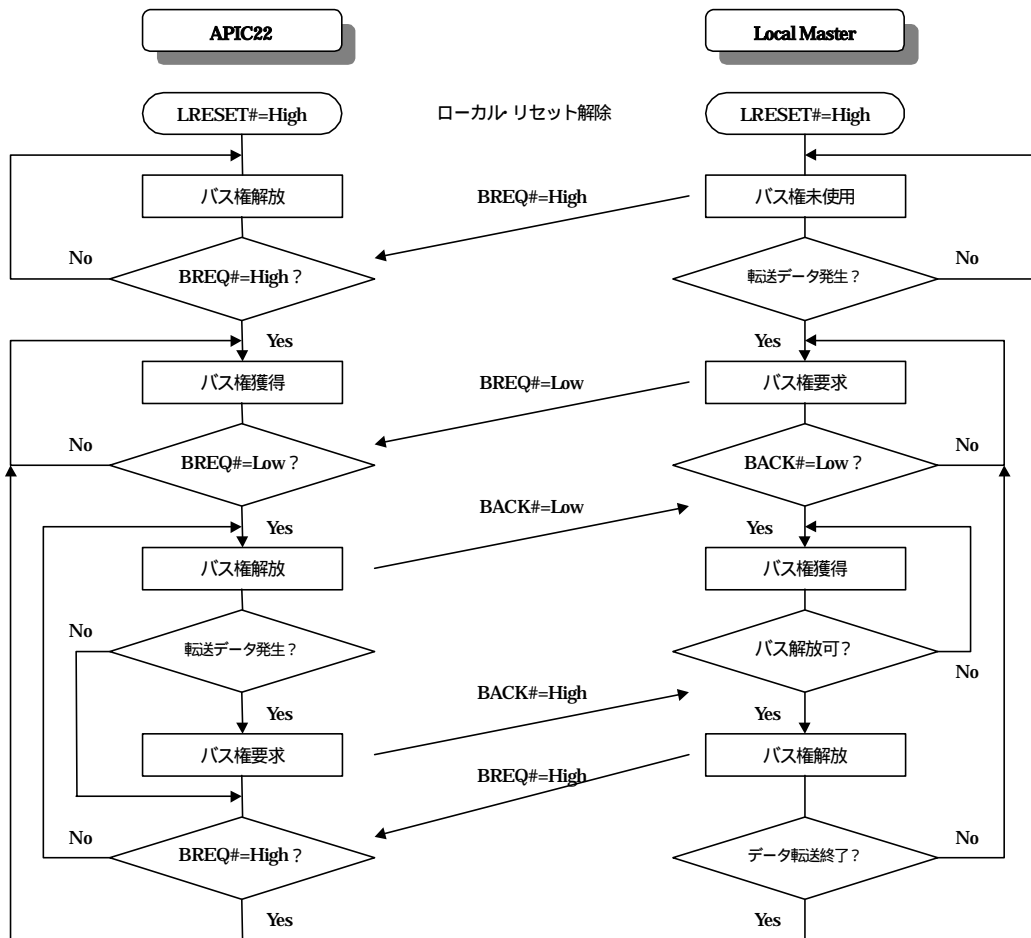 APIC22
Local Master
LRESET#=High
ローカル・リセット解除
LRESET#=High
バス権解放
BREQ#=High
バス権未使用
No
BREQ#=High？
転送データ発生？
No
Yes
Yes
バス権獲得
BREQ#=Low
バス権要求
No
BREQ#=Low？
BACK#=Low？
No
Yes
BACK#=Low
Yes
バス権解放
バス権獲得
No
転送データ発生？
バス解放可？
No
Yes
BACK#=High
Yes
バス権要求
バス権解放
BREQ#=High
No
BREQ#=High？
データ転送終了？
No
Yes
Yes